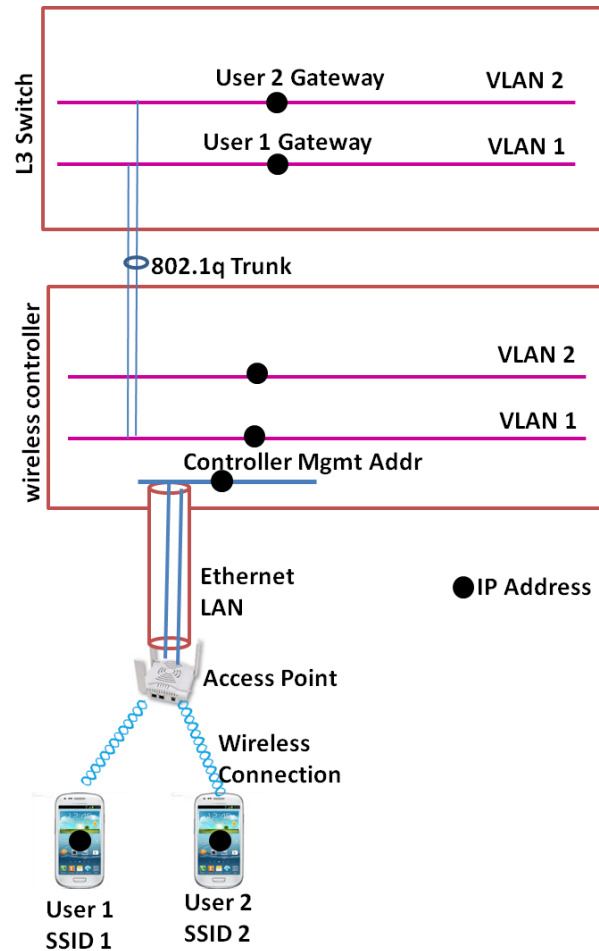 L3 Switch
User 2 Gateway
VLAN 2
User 1 Gateway
VLAN 1
802.1q Trunk
wireless controller
VLAN 2
VLAN 1
Controller Mgmt Addr
Ethernet
LAN
IP Address
Access Point
Wireless
Connection
User 1
SSID 1
User 2
SSID 2